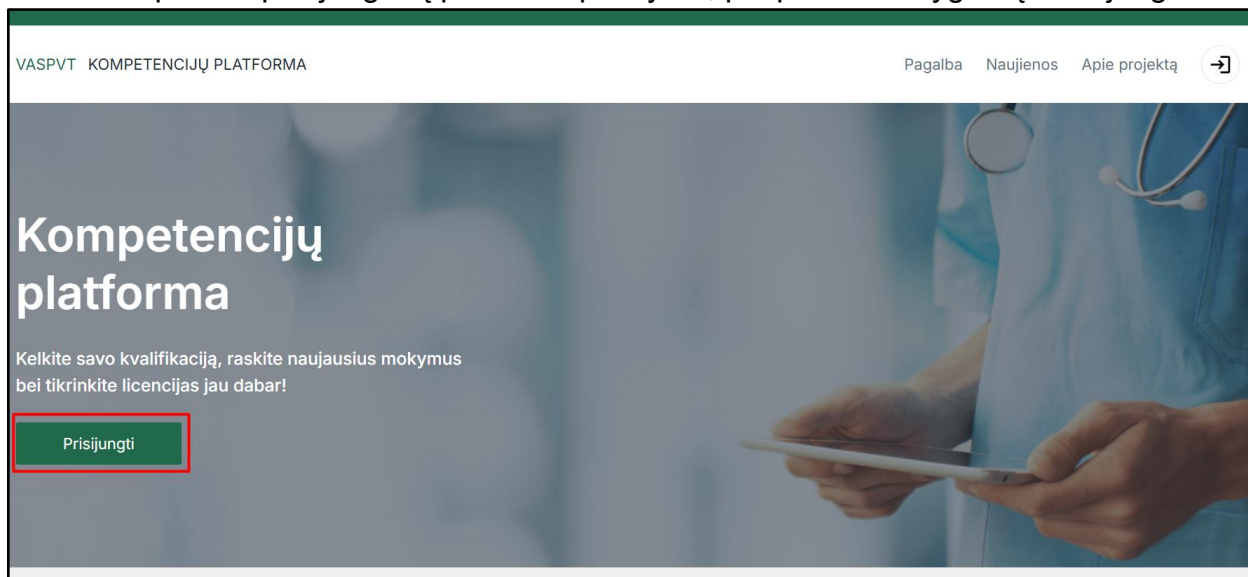 VASPVT KOMPETENCIJŲ PLATFORMA
Pagalba Naujienos Apie projektą
Kompetencijų
platforma
Kelkite savo kvalifikaciją, raskite naujausius mokymus
bei tikrinkite licencijas jau dabar!
Prisijungti